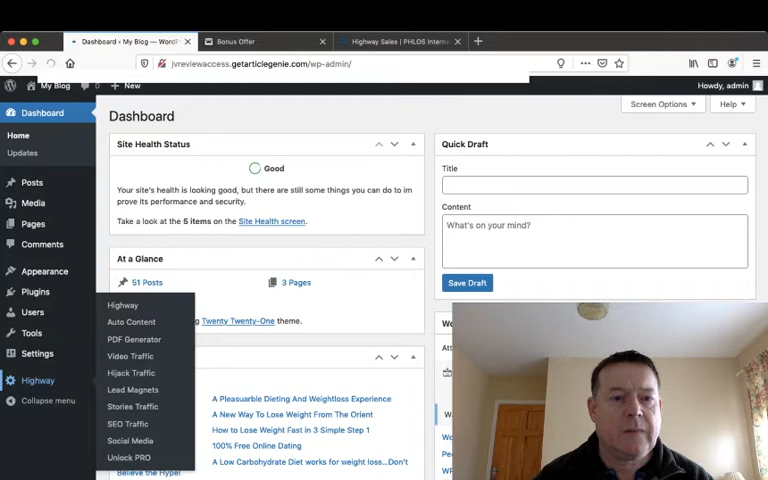 Dashboard ‹ My Blog — WordP
Bonus Offer
Highway Sales | PHLOS Intern
jvreviewaccess.getarticlegenie.com/wp-admin/
My Blog
0
New
Howdy, admin
Dashboard
Home
Updates
Posts
Media
Pages
Comments
Appearance
Plugins
Users
Tools
Settings
Highway
Collapse menu
Highway
Auto Content
PDF Generator
Video Traffic
Hijack Traffic
Lead Magnets
Stories Traffic
SEO Traffic
Social Media
Unlock PRO
Dashboard
Screen Options
Help
Site Health Status
Good
Your site's health is looking good, but there are still some things you can do to im
prove its performance and security.
Take a look at the 5 items on the Site Health screen.
At a Glance
51 Posts
3 Pages
Twenty Twenty-One theme.
A Pleasuarble Dieting And Weightloss Experience
A New Way To Lose Weight From The Orient
How to Lose Weight Fast in 3 Simple Step 1
100% Free Online Dating
A Low Carbohydrate Diet works for weight loss...Don't
Believe the Hype!
Quick Draft
Title
Content
What's on your mind?
Save Draft